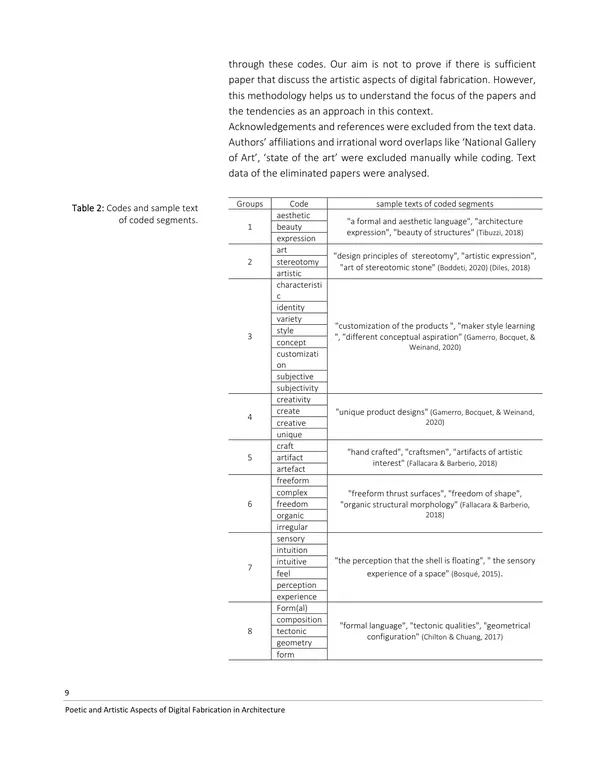 through these codes. Our aim is not to prove if there is sufficient
paper that discuss the artistic aspects of digital fabrication. However,
this methodology helps us to understand the focus of the papers and
the tendencies as an approach in this context.
Acknowledgements and references were excluded from the text data.
Authors' affiliations and irrational word overlaps like 'National Gallery
of Art', 'state of the art' were excluded manually while coding. Text
data of the eliminated papers were analysed.
Table 2: Codes and sample text
of coded segments.
Groups Code sample texts of coded segments
1
aesthetic
beauty
expression
"a formal and aesthetic language", "architecture
expression", "beauty of structures" (Tibuzzi, 2018)
2
art
stereotomy
artistic
"design principles of stereotomy", "artistic expression",
"art of stereotomic stone" (Boddeti, 2020) (Diles, 2018)
3
characteristi
c
identity
variety
style
concept
customizati
on
subjective
subjectivity
"customization of the products ", "maker style learning
", "different conceptual aspiration" (Gamerro, Bocquet, &
Weinand, 2020)
4
creativity
create
creative
unique
"unique product designs" (Gamerro, Bocquet, & Weinand,
2020)
5
craft
artifact
artefact
"hand crafted", "craftsmen", "artifacts of artistic
interest" (Fallacara & Barberio, 2018)
6
freeform
complex
freedom
organic
irregular
"freeform thrust surfaces", "freedom of shape",
"organic structural morphology" (Fallacara & Barberio,
2018)
7
sensory
intuition
intuitive
feel
perception
experience
"the perception that the shell is floating", " the sensory
experience of a space" (Bosqué, 2015).
8
Form(al)
composition
tectonic
geometry
form
"formal language", "tectonic qualities", "geometrical
configuration" (Chilton & Chuang, 2017)
9
Poetic and Artistic Aspects of Digital Fabrication in Architecture